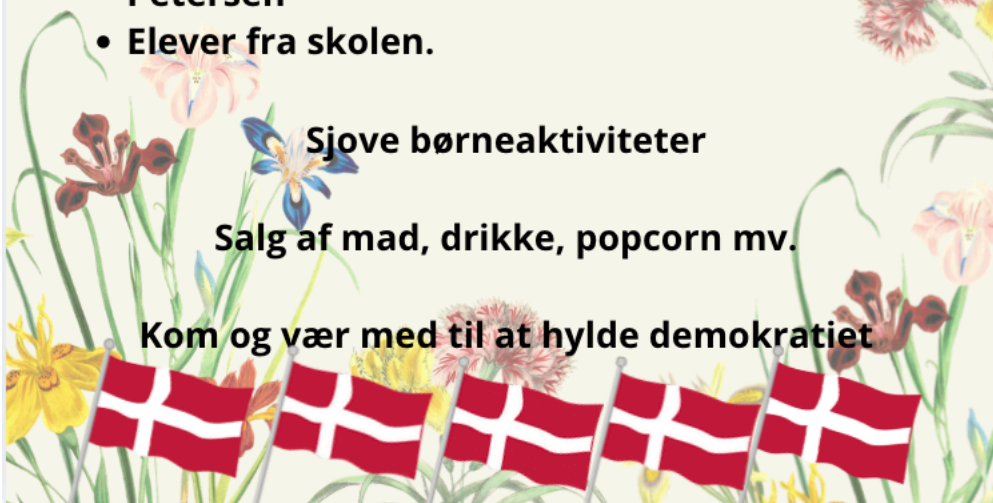 Petersen
• Elever fra skolen.
Sjove børneaktiviteter
Salg af mad, drikke, popcorn mv.
Kom og vær med til at hylde demokratiet